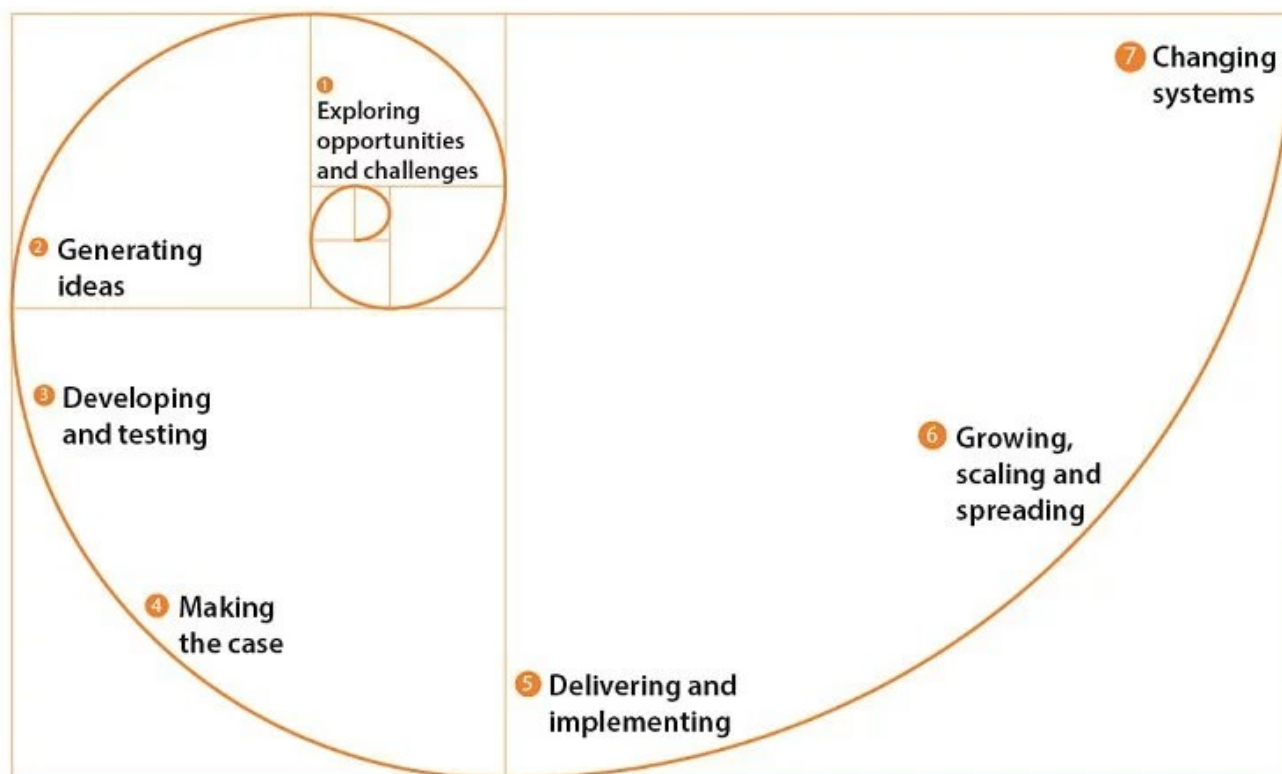 1
Exploring
opportunities
and challenges
2 Generating
ideas
3 Developing
and testing
4 Making
the case
5 Delivering and
implementing
6 Growing,
scaling and
spreading
7 Changing
systems